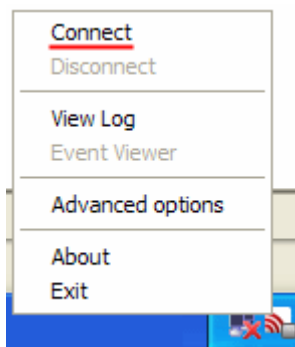 Connect
Disconnect
View Log
Event Viewer
Advanced options
About
Exit